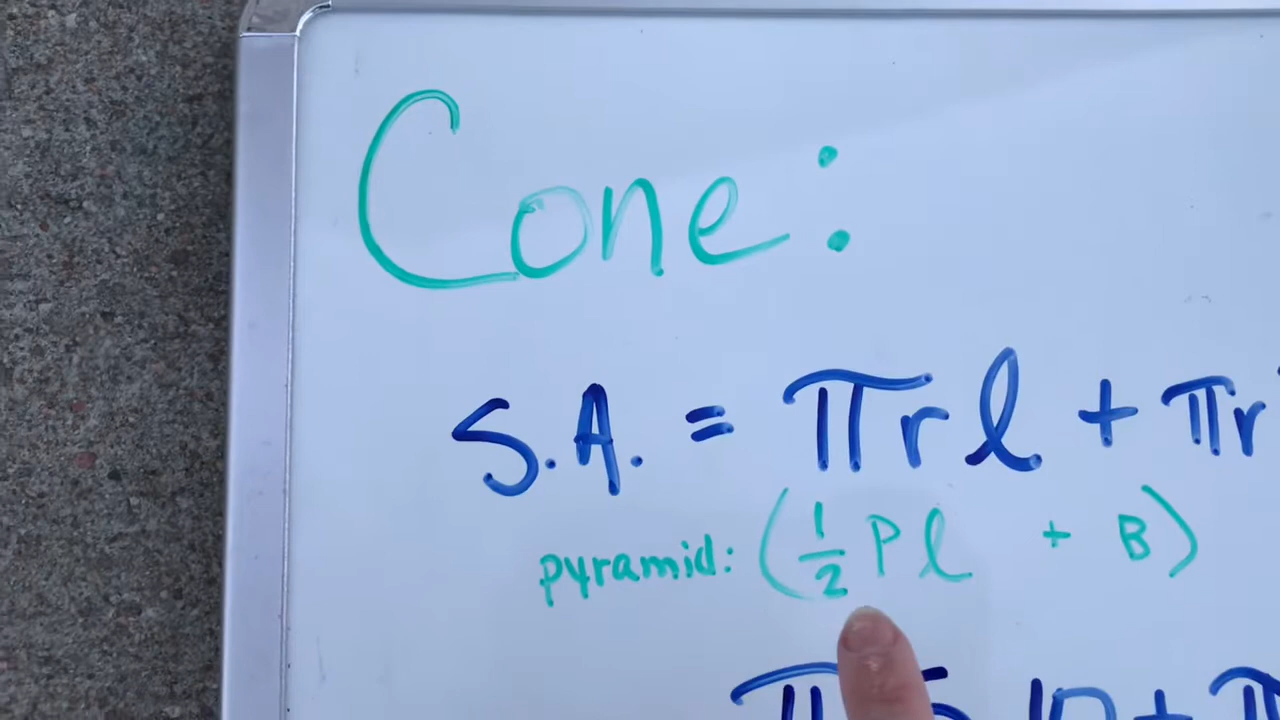 Cone:
S.A. = πrl + πr
pyramid: (1/2 Pl + B)